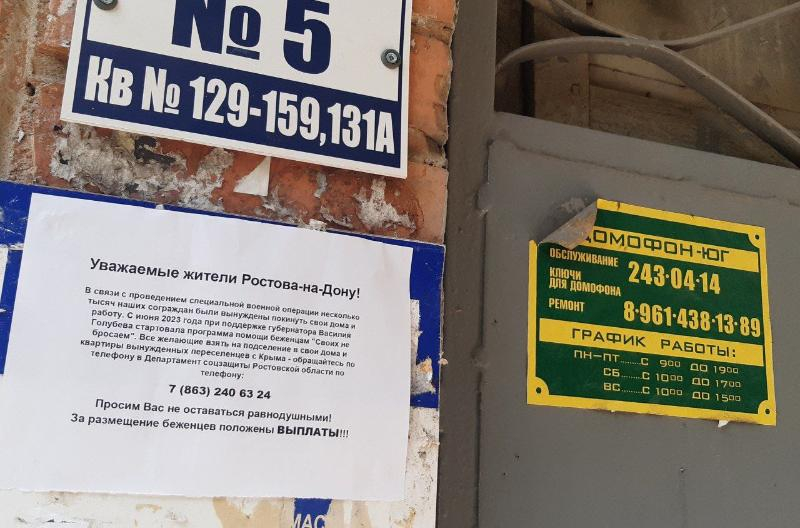 № 5
Кв № 129-159,131А
Уважаемые жители Ростова-на-Дону!
В связи с проведением специальной военной операции несколько
тысяч наших сограждан были вынуждены покинуть свои дома и
работу. С июня 2023 года при поддержке губернатора Василия
Голубева стартовала программа помощи беженцам "Своих не
бросаем". Все желающие взять на подселение в свои дома и
квартиры вынужденных переселенцев с Крыма - обращайтесь по
телефону в Департамент соцзащиты Ростовской области по
телефону:
7 (863) 240 63 24
Просим Вас не оставаться равнодушными!
За размещение беженцев положены ВЫПЛАТЫ!!!
МАС
ДОМОФОН-ЮГ
ОБСЛУЖИВАНИЕ
КЛЮЧИ
ДЛЯ ДОМОФОНА
243-04-14
РЕМОНТ
8-961-438-13-89
ГРАФИК РАБОТЫ:
ПН-ПТ.......С 900 ДО 1900
СБ.......С 1000 ДО 1700
ВС.......С 1000 ДО 1500